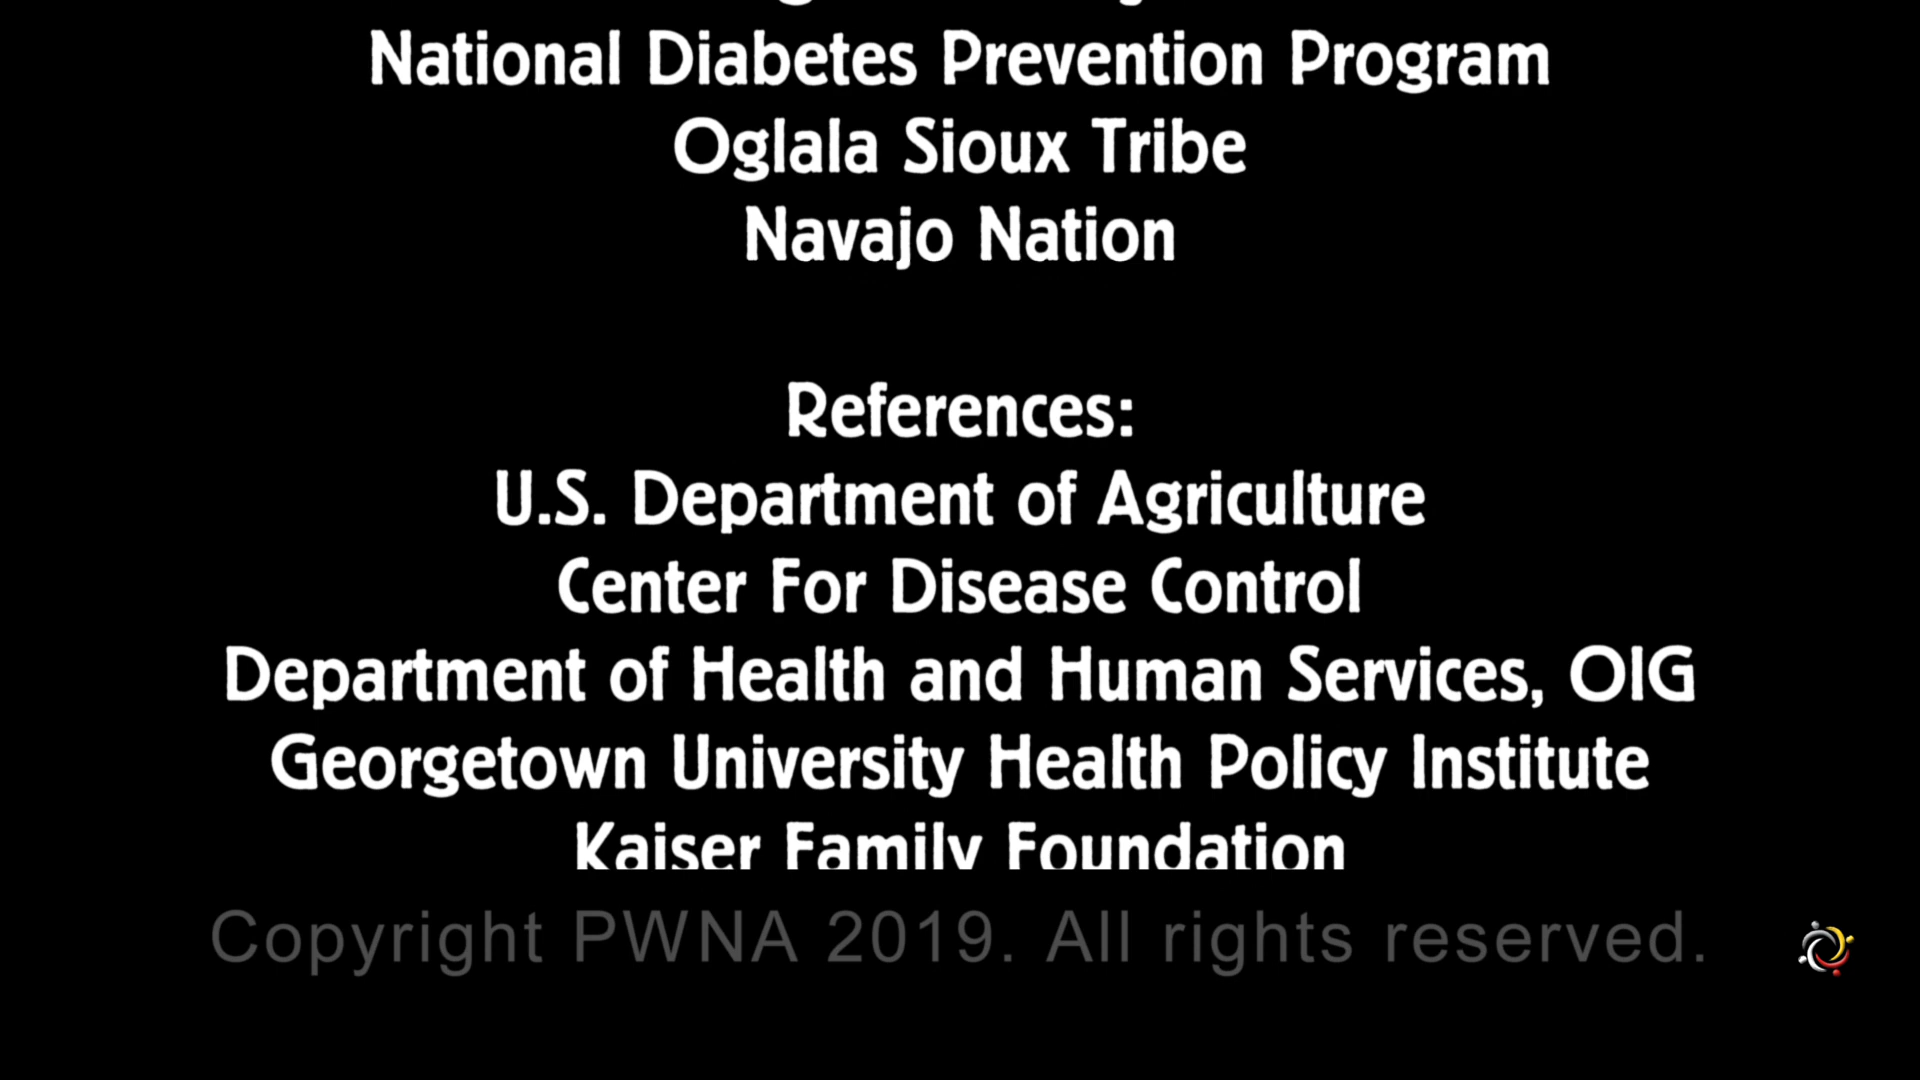 National Diabetes Prevention Program
Oglala Sioux Tribe
Navajo Nation
References:
U.S. Department of Agriculture
Center For Disease Control
Department of Health and Human Services, OIG
Georgetown University Health Policy Institute
Kaiser Family Foundation
Copyright PWNA 2019. All rights reserved.